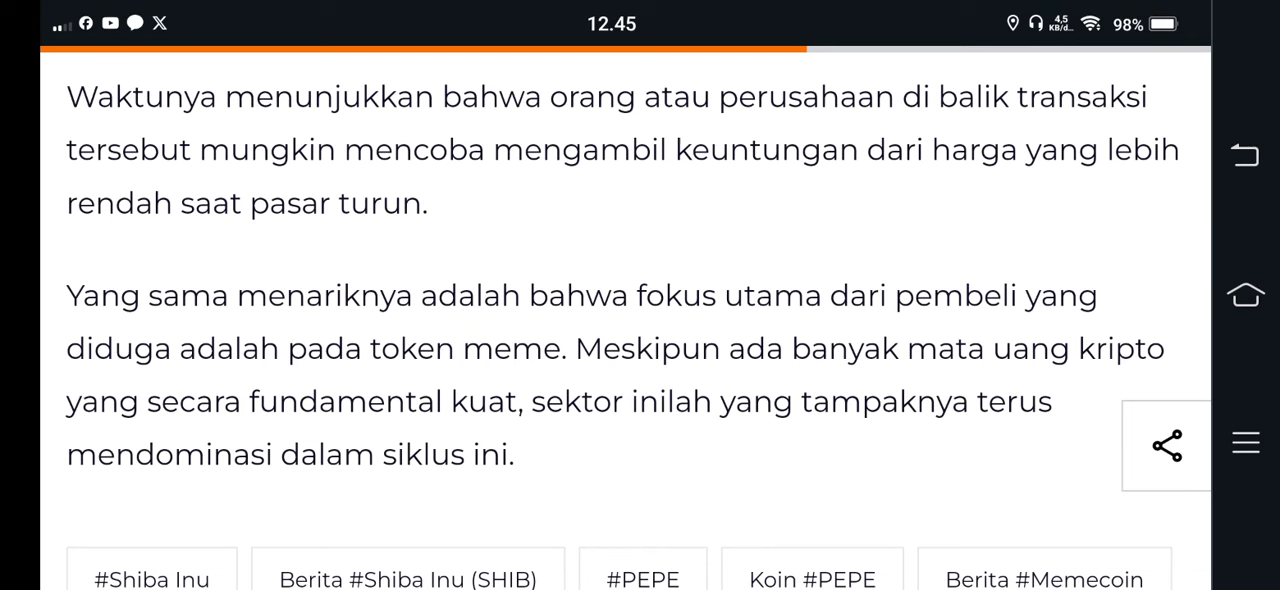 12.45
4,5
KB/d...
98%
Waktunya menunjukkan bahwa orang atau perusahaan di balik transaksi
tersebut mungkin mencoba mengambil keuntungan dari harga yang lebih
rendah saat pasar turun.
Yang sama menariknya adalah bahwa fokus utama dari pembeli yang
diduga adalah pada token meme. Meskipun ada banyak mata uang kripto
yang secara fundamental kuat, sektor inilah yang tampaknya terus
mendominasi dalam siklus ini.
#Shiba Inu
Berita #Shiba Inu (SHIB)
#PEPE
Koin #PEPE
Berita #Memecoin